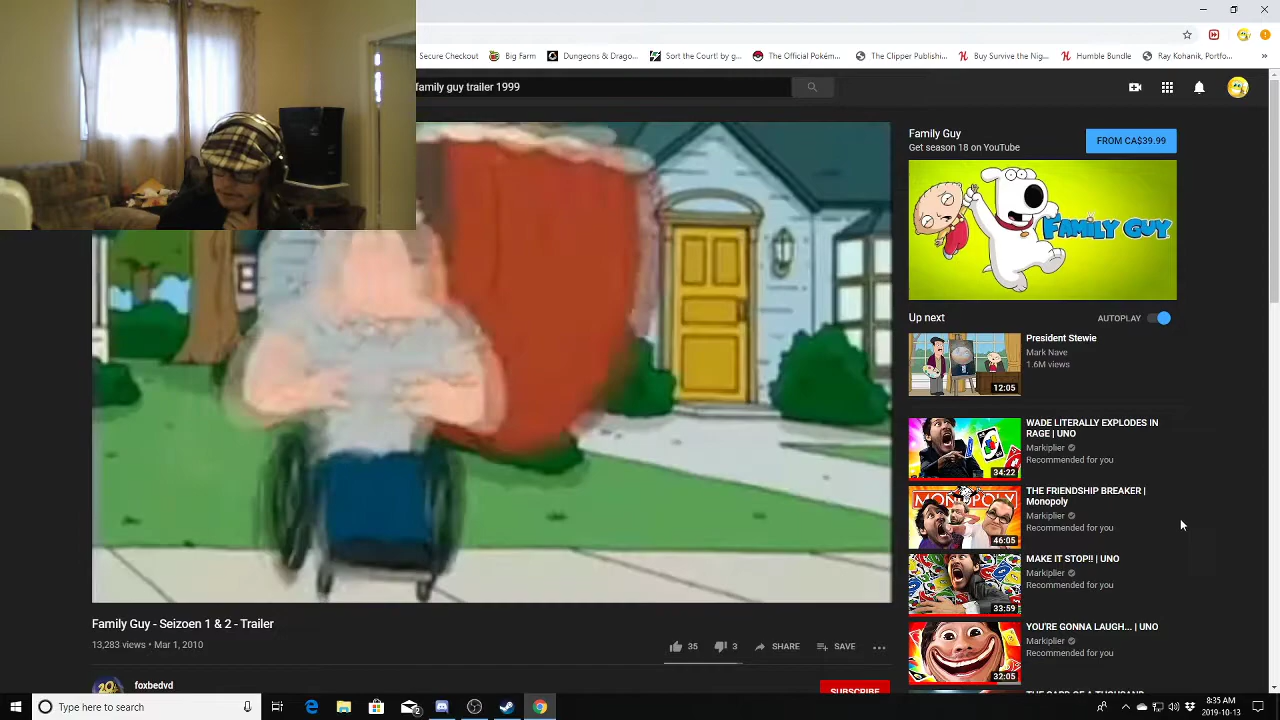 Secure Checkout
Bee Farm
Dungeons & Drago...
Sort the Court! by g...
The Official Pokémo...
The Clipper Publishi...
Buy Survive the Nig...
Humble Bundle
Ray Kohanik, on my...
family guy trailer 1999
Family Guy
Get season 18 on YouTube
FROM CA$39.99
FAMILY GUY
Up next
AUTOPLAY
President Stewie
Mark Nave
1.6M views
12:05
WADE LITERALLY EXPLODES IN
RAGE | UNO
Markiplier
Recommended for you
34:22
THE FRIENDSHIP BREAKER |
Monopoly
Markiplier
Recommended for you
MONOPOLY
46:05
MAKE IT STOP!! | UNO
Markiplier
Recommended for you
33:59
YOU'RE GONNA LAUGH... | UNO
Markiplier
Recommended for you
32:05
Family Guy - Seizoen 1 & 2 - Trailer
13,283 views • Mar 1, 2010
35
3
SHARE
SAVE
foxbedvd
SUBSCRIBE
Type here to search
8:35 AM
2019-10-13